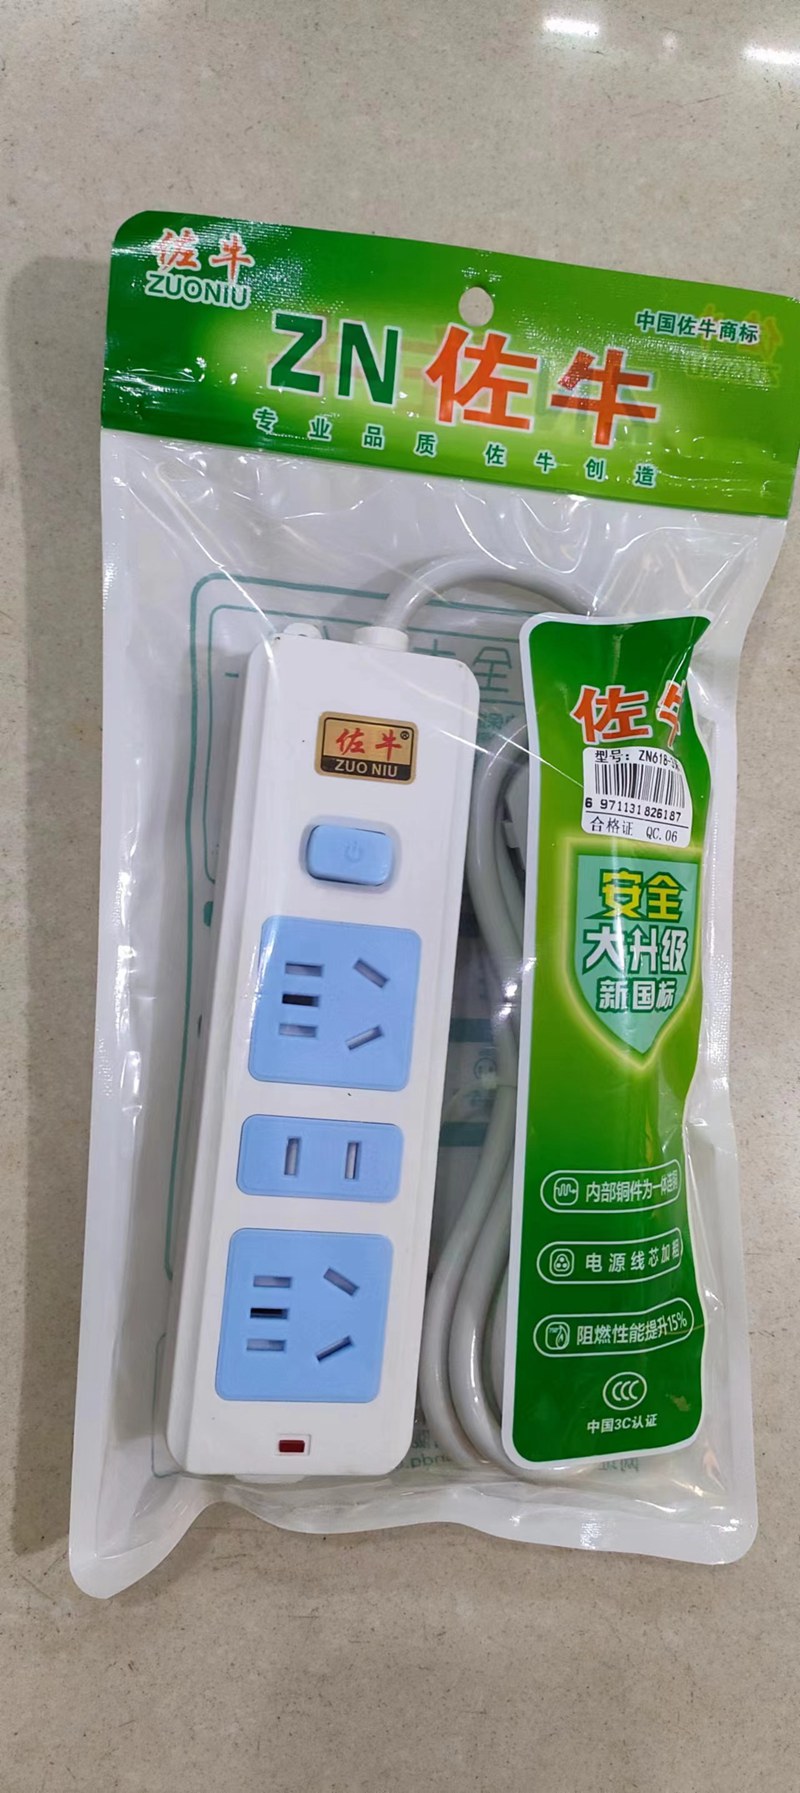 佐牛
ZUONIU
中国佐牛商标
ZN 佐牛
专业品质 佐牛创造
佐牛®
ZUO NIU
佐牛
型号: ZN618-
6 971131 826187
合格证 QC.06
安全
大升级
新国标
内部铜件为一体
电源线芯加粗
阻燃性能提升15%
CCC
中国3C认证